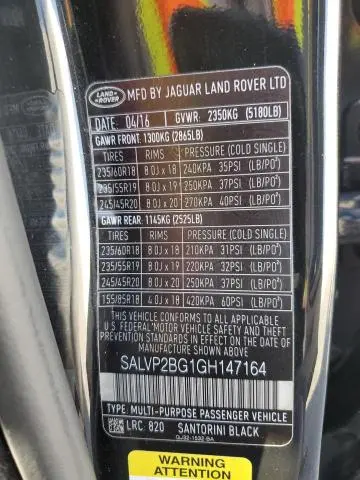 LAND ROVER
MFD BY JAGUAR LAND ROVER LTD
DATE: 04/16 GVWR: 2350KG (5180LB)
GAWR FRONT: 1300KG (2865LB)
TIRES RIMS PRESSURE (COLD SINGLE)
235/60R18 8.0J x 18 240KPA 35PSI (LB/PO²)
235/55R19 8.0J x 19 250KPA 37PSI (LB/PO²)
245/45R20 8.0J x 20 270KPA 40PSI (LB/PO²)
GAWR REAR: 1145KG (2525LB)
TIRES RIMS PRESSURE (COLD SINGLE)
235/60R18 8.0J x 18 210KPA 31PSI (LB/PO²)
235/55R19 8.0J x 19 220KPA 32PSI (LB/PO²)
245/45R20 8.0J x 20 250KPA 37PSI (LB/PO²)
155/85R18 4.0J x 18 420KPA 60PSI (LB/PO²)
THIS VEHICLE CONFORMS TO ALL APPLICABLE
FEDERAL MOTOR VEHICLE SAFETY, BUMPER, AND
THEFT PREVENTION STANDARDS IN EFFECT ON THE
DATE OF MANUFACTURE SHOWN ABOVE.
SALVP2BG1GH147164
TYPE: MULTI-PURPOSE PASSENGER VEHICLE
LRC: 820 SANTORINI BLACK
GJ32-1532-BA
WARNING ATTENTION